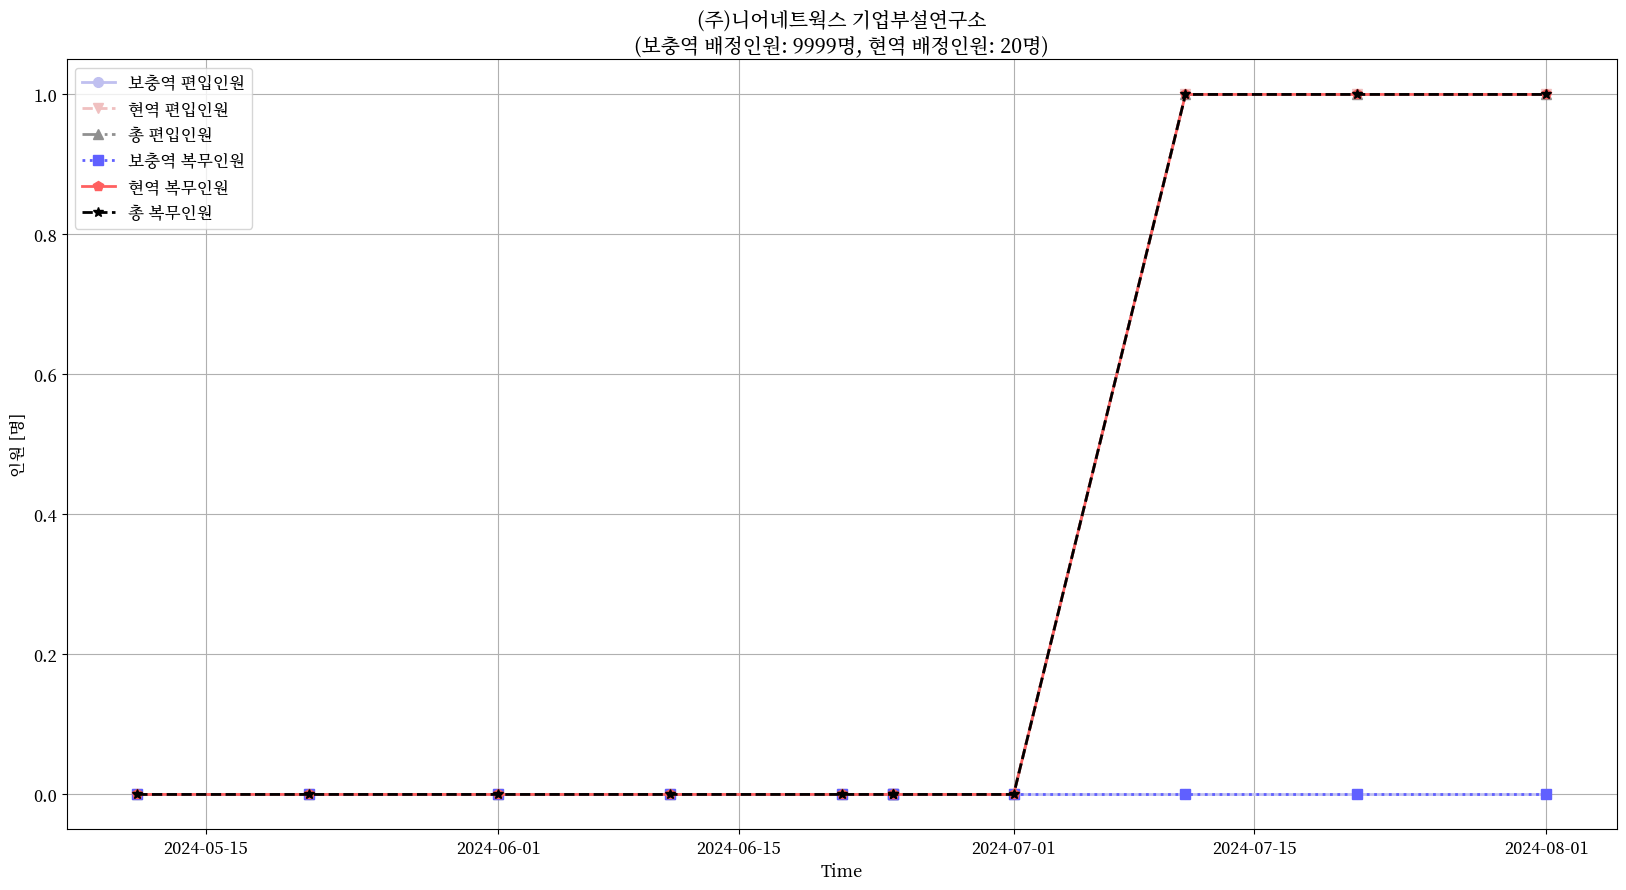 (주)니어네트웍스 기업부설연구소
(보충역 배정인원: 9999명, 현역 배정인원: 20명)
보충역 편입인원
현역 편입인원
총 편입인원
보충역 복무인원
현역 복무인원
총 복무인원
1.0
0.8
0.6
0.4
0.2
0.0
인원 [명]
2024-05-15
2024-06-01
2024-06-15
2024-07-01
2024-07-15
2024-08-01
Time